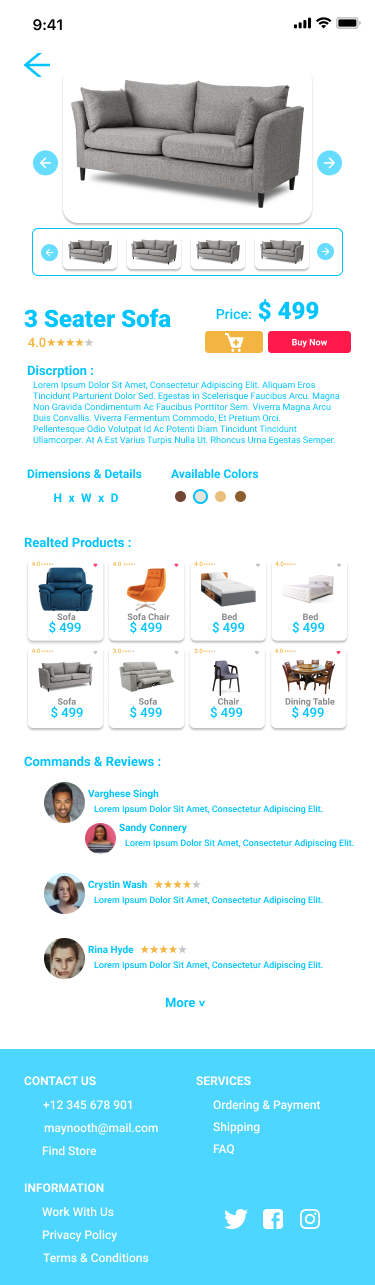 9:41
3 Seater Sofa
Price: $ 499
4.0
Buy Now
Discrption :
Lorem Ipsum Dolor Sit Amet, Consectetur Adipiscing Elit. Aliquam Eros
Tincidunt Parturient Dolor Sed. Egestas In Scelerisque Faucibus Arcu. Magna
Non Gravida Condimentum Ac Faucibus Porttitor Sem. Viverra Magna Arcu
Duis Convallis. Viverra Fermentum Commodo, Et Pretium Orci.
Pellentesque Odio Volutpat Id Ac Potenti Diam Tincidunt Tincidunt
Ullamcorper. At A Est Varius Turpis Nulla Ut. Rhoncus Urna Egestas Semper.
Dimensions & Details
Available Colors
H x W x D
Realted Products :
4.0
4.0
4.0
4.0
Sofa
Sofa Chair
Bed
Bed
$ 499
$ 499
$ 499
$ 499
4.0
3.0
3.0
4.0
Sofa
Sofa
Chair
Dining Table
$ 499
$ 499
$ 499
$ 499
Commands & Reviews :
Varghese Singh
Lorem Ipsum Dolor Sit Amet, Consectetur Adipiscing Elit.
Sandy Connery
Lorem Ipsum Dolor Sit Amet, Consectetur Adipiscing Elit.
Crystin Wash
Lorem Ipsum Dolor Sit Amet, Consectetur Adipiscing Elit.
Rina Hyde
Lorem Ipsum Dolor Sit Amet, Consectetur Adipiscing Elit.
More v
CONTACT US
+12 345 678 901
maynooth@mail.com
Find Store
SERVICES
Ordering & Payment
Shipping
FAQ
INFORMATION
Work With Us
Privacy Policy
Terms & Conditions